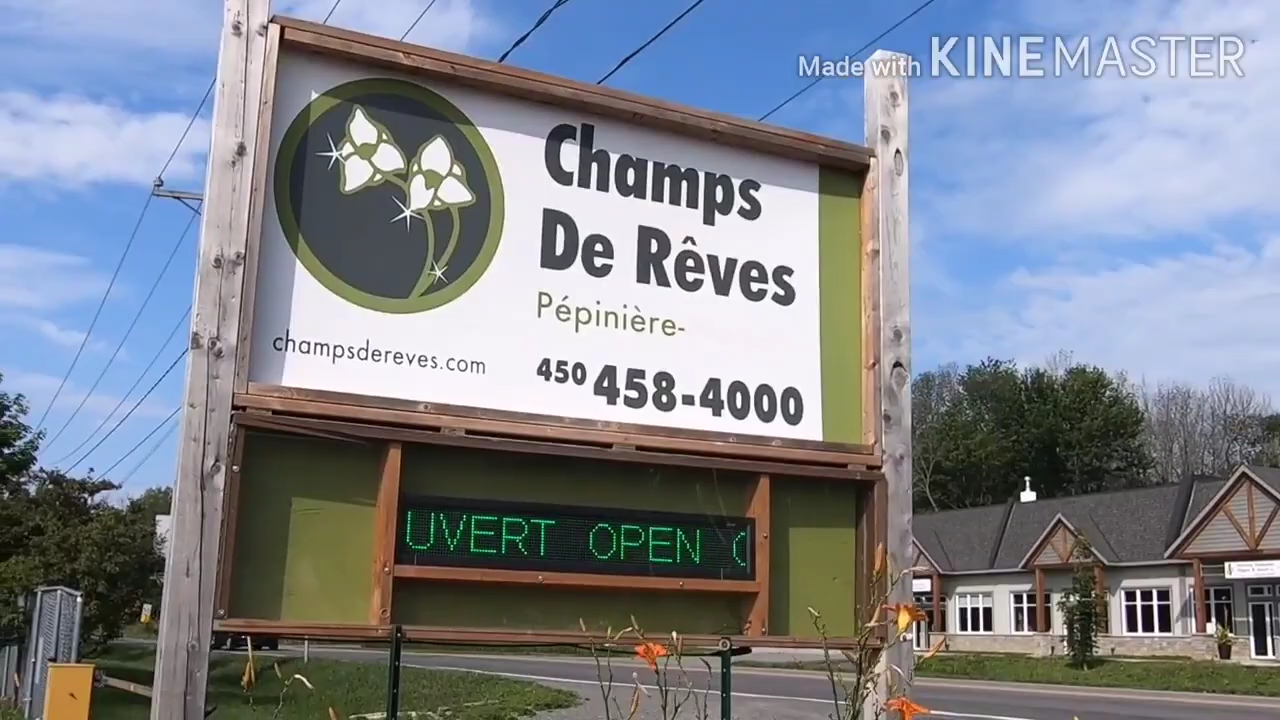 Made with KINEMASTER
Champs
De Rêves
Pépinière-
champsdereves.com
450 458-4000
UVERT OPEN